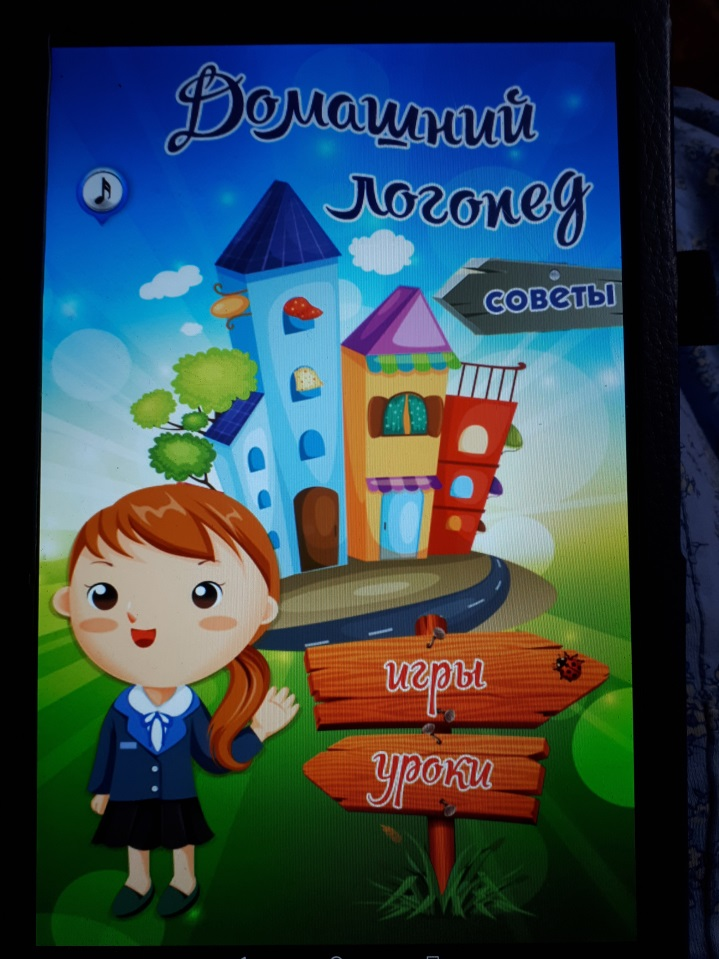 Домашний
логопед
советы
игры
уроки